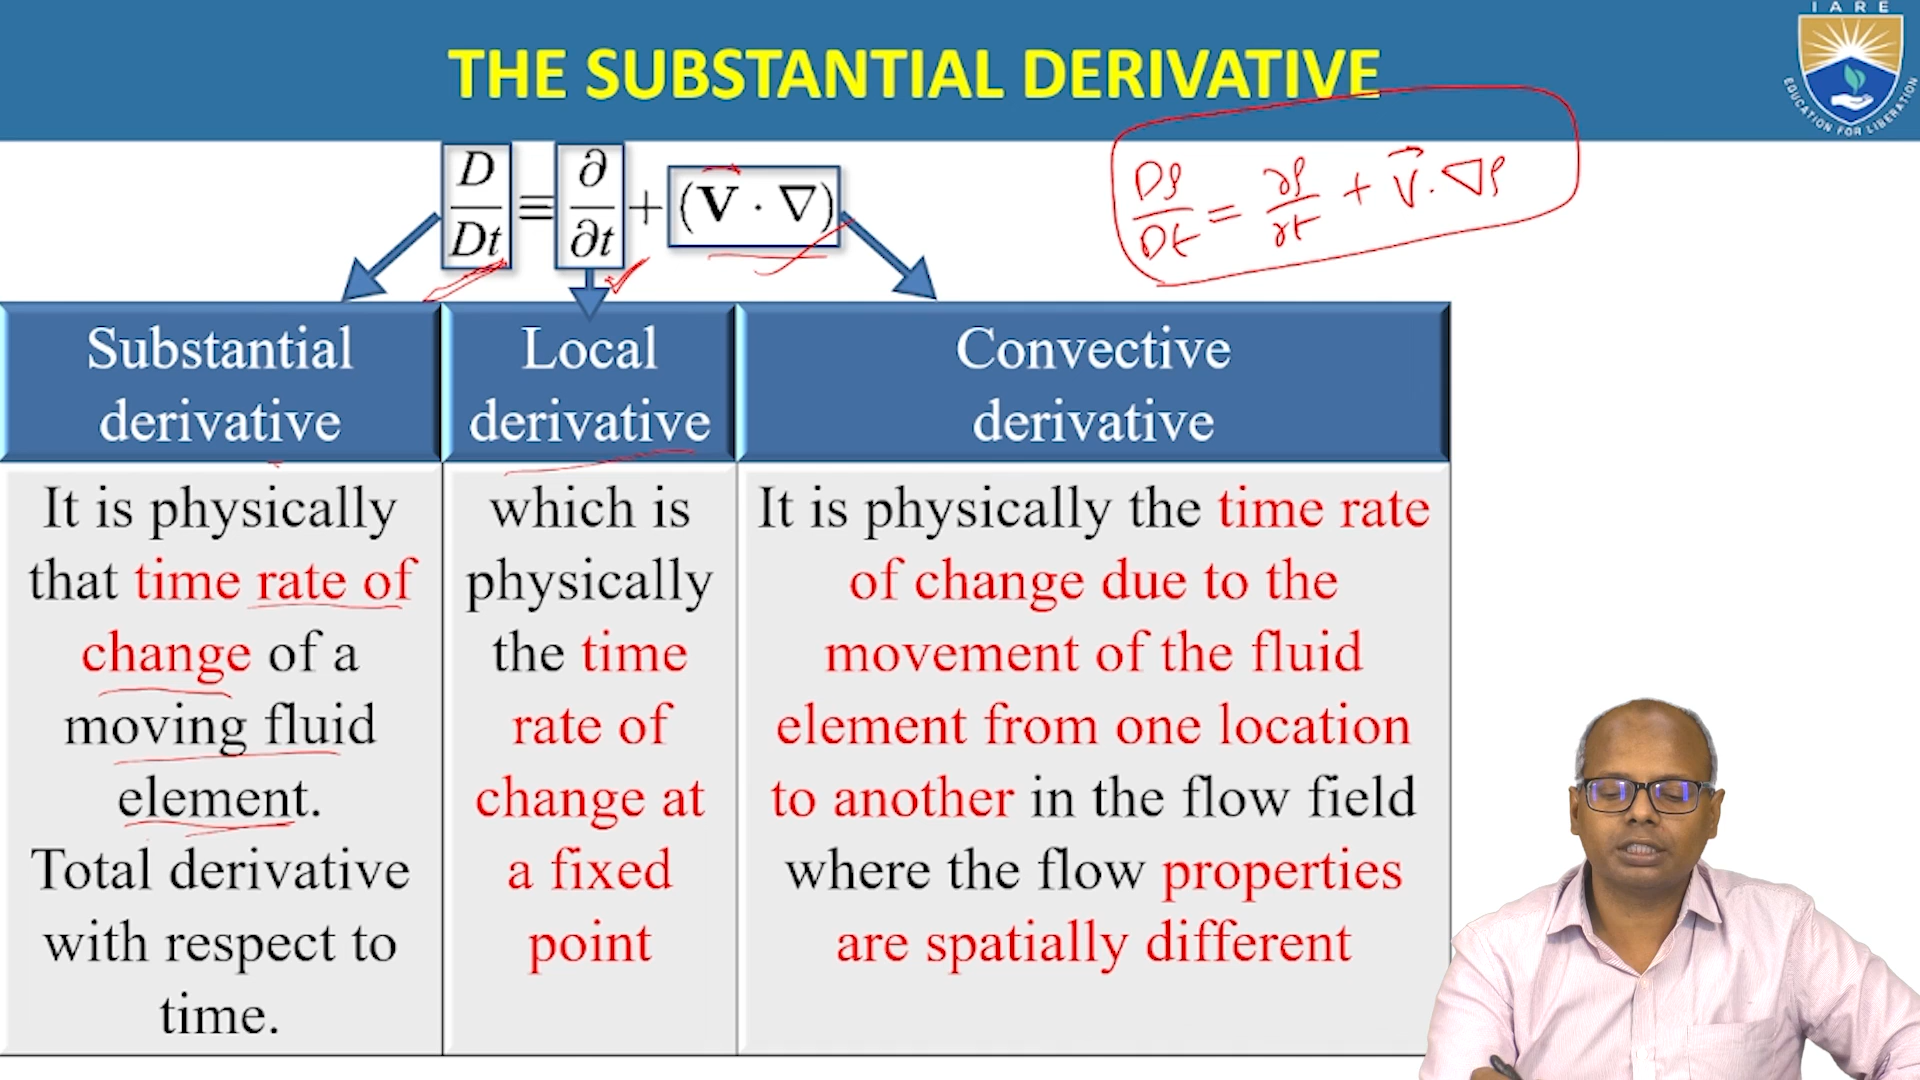 IARE
EDUCATION FOR LIBERATION
THE SUBSTANTIAL DERIVATIVE
D/Dt ≡ ∂/∂t + (V · ∇)
Dρ/Dt = ∂ρ/∂t + V⃗ · ∇ρ
Substantial
derivative
It is physically
that time rate of
change of a
moving fluid
element.
Total derivative
with respect to
time.
Local
derivative
which is
physically
the time
rate of
change at
a fixed
point
Convective
derivative
It is physically the time rate
of change due to the
movement of the fluid
element from one location
to another in the flow field
where the flow properties
are spatially different